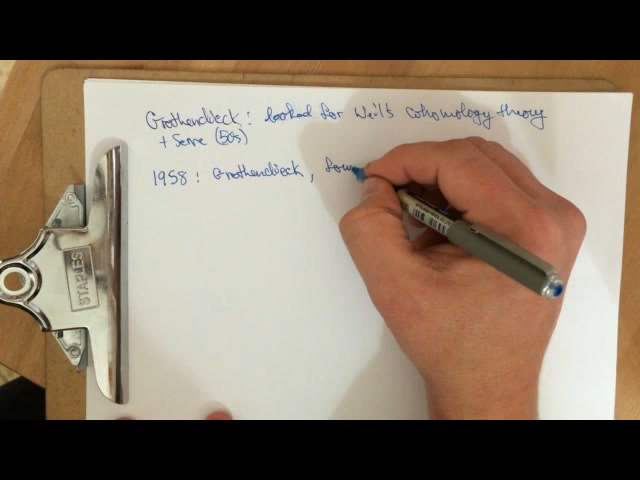 Grothendieck : looked for Weil's cohomology theory
+ Serre (50s)
1958 : Grothendieck,
STAPLES